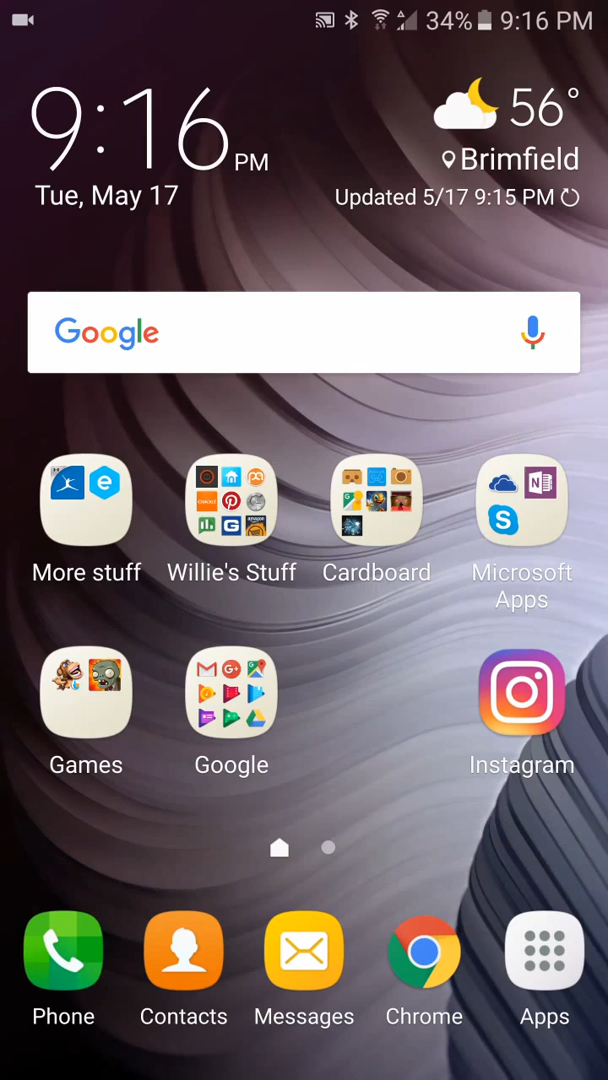 34% 9:16 PM
9:16 PM
56°
Brimfield
Tue, May 17
Updated 5/17 9:15 PM
Google
More stuff
Willie's Stuff
Cardboard
Microsoft
Apps
Games
Google
Instagram
Phone
Contacts
Messages
Chrome
Apps